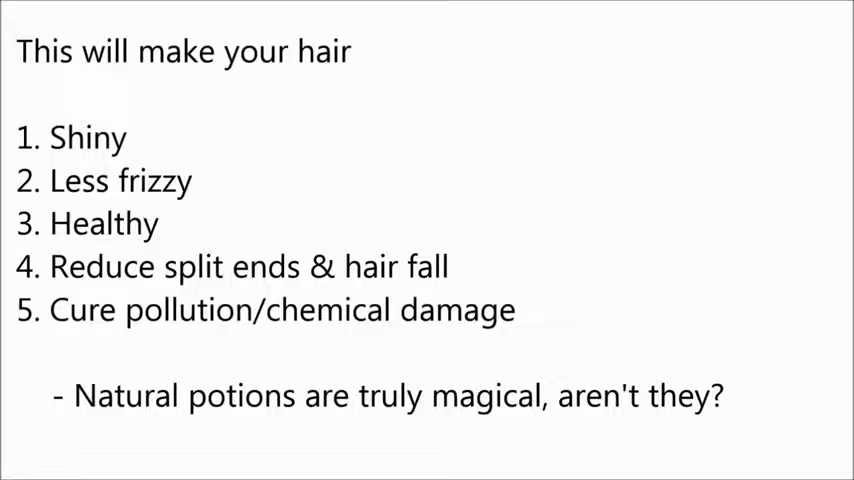 This will make your hair
1. Shiny
2. Less frizzy
3. Healthy
4. Reduce split ends & hair fall
5. Cure pollution/chemical damage
- Natural potions are truly magical, aren't they?